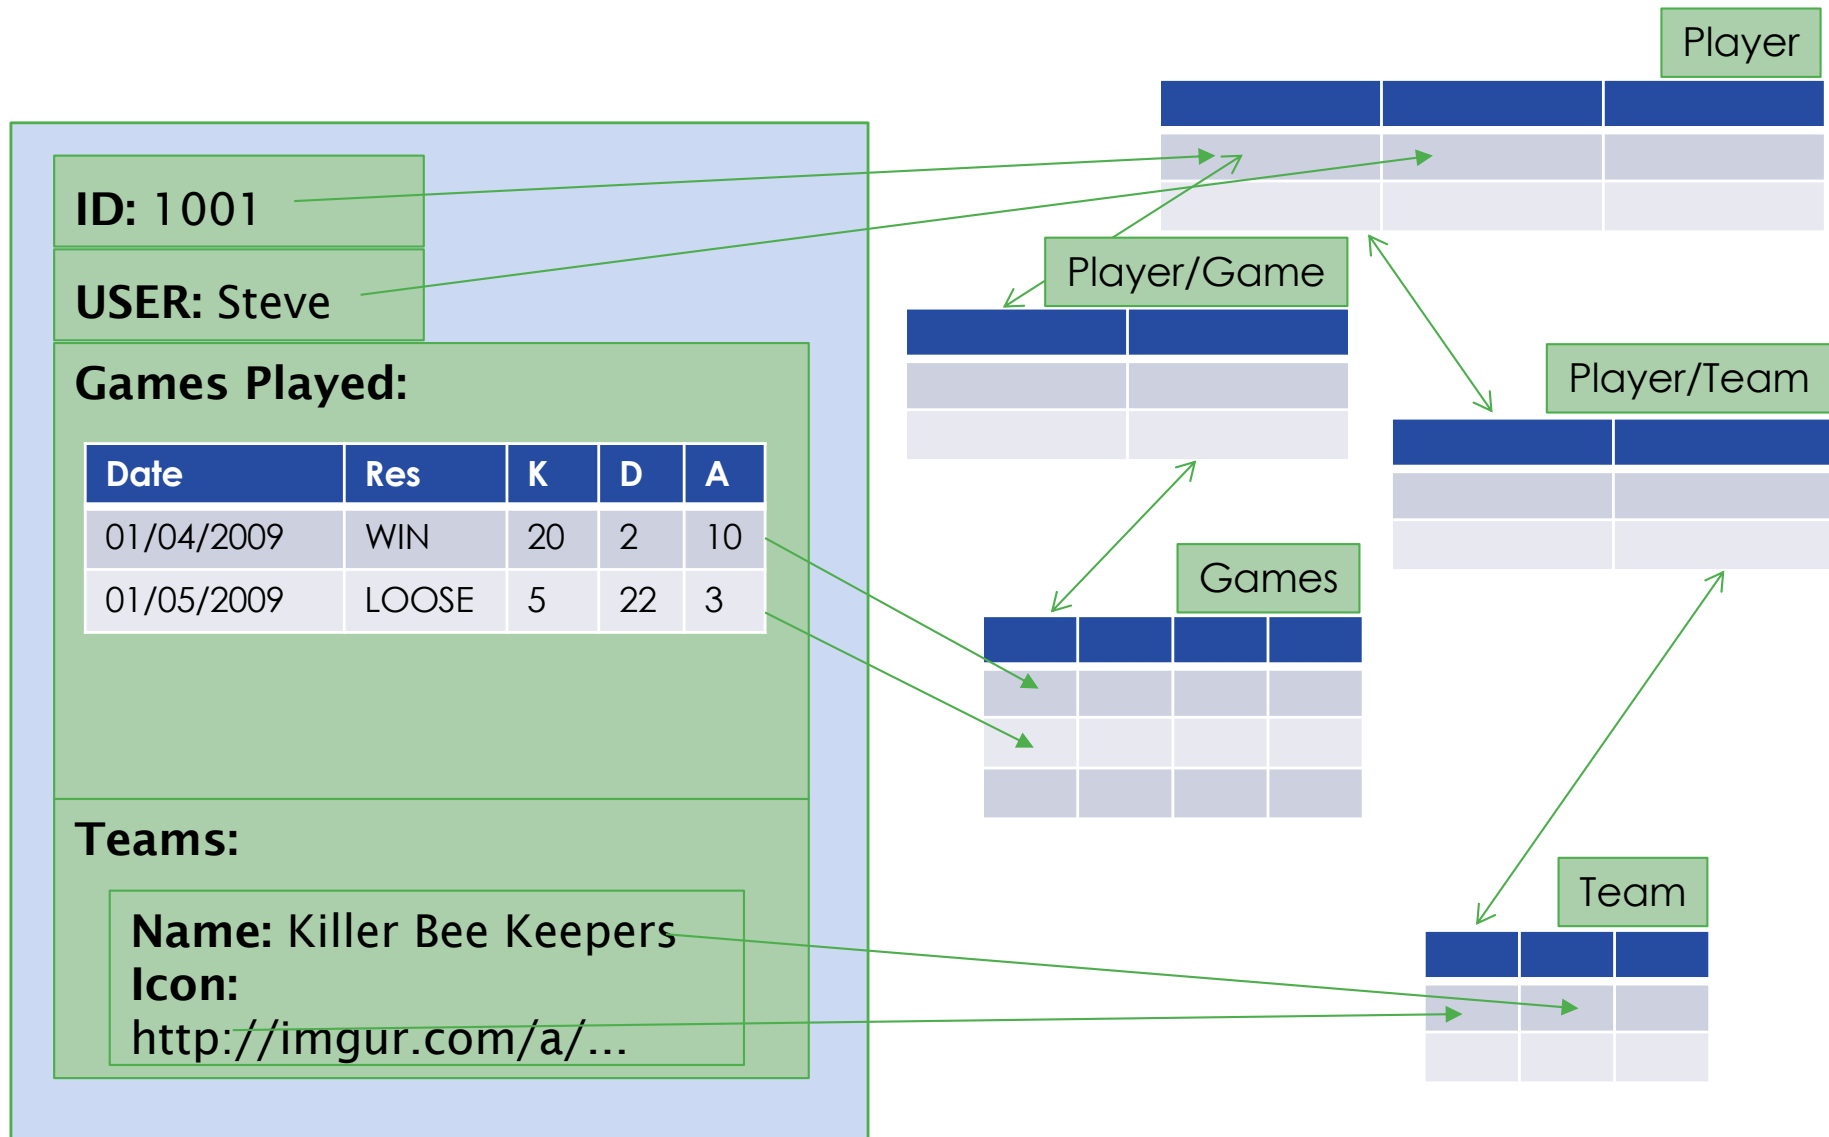 Player
ID: 1001
USER: Steve
Player/Game
Games Played:
Player/Team
Date Res K D A
01/04/2009 WIN 20 2 10
01/05/2009 LOOSE 5 22 3
Games
Teams:
Team
Name: Killer Bee Keepers
Icon:
http://imgur.com/a/...